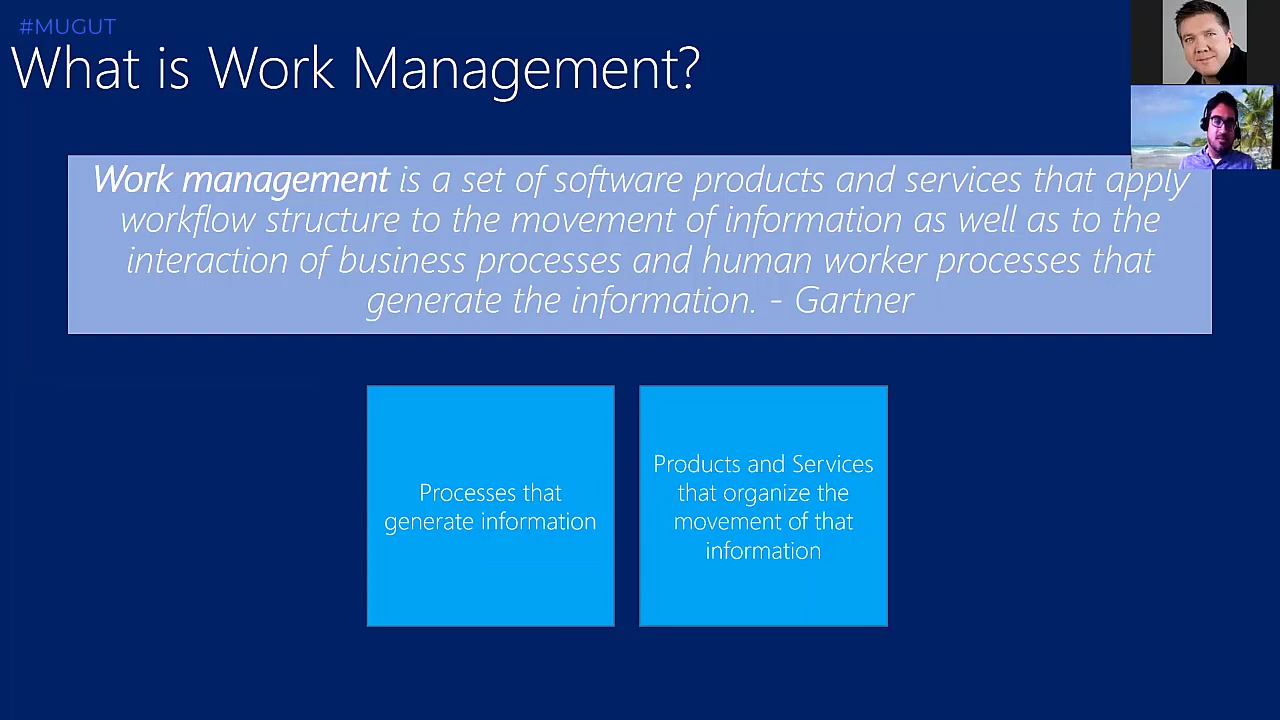 #MUGUT
What is Work Management?
Work management is a set of software products and services that apply
workflow structure to the movement of information as well as to the
interaction of business processes and human worker processes that
generate the information. - Gartner
Processes that
generate information
Products and Services
that organize the
movement of that
information